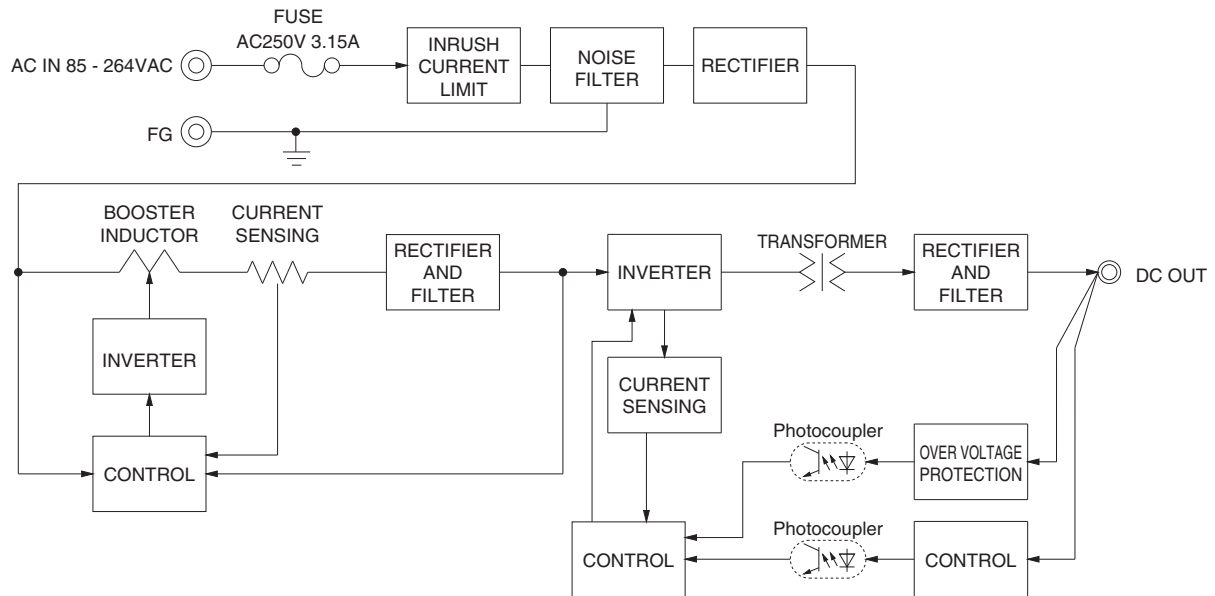 FUSE
AC250V 3.15A
AC IN 85 - 264VAC
INRUSH
CURRENT
LIMIT
NOISE
FILTER
RECTIFIER
FG
BOOSTER
INDUCTOR
CURRENT
SENSING
RECTIFIER
AND
FILTER
INVERTER
TRANSFORMER
RECTIFIER
AND
FILTER
DC OUT
INVERTER
CURRENT
SENSING
CONTROL
Photocoupler
OVER VOLTAGE
PROTECTION
CONTROL
Photocoupler
CONTROL